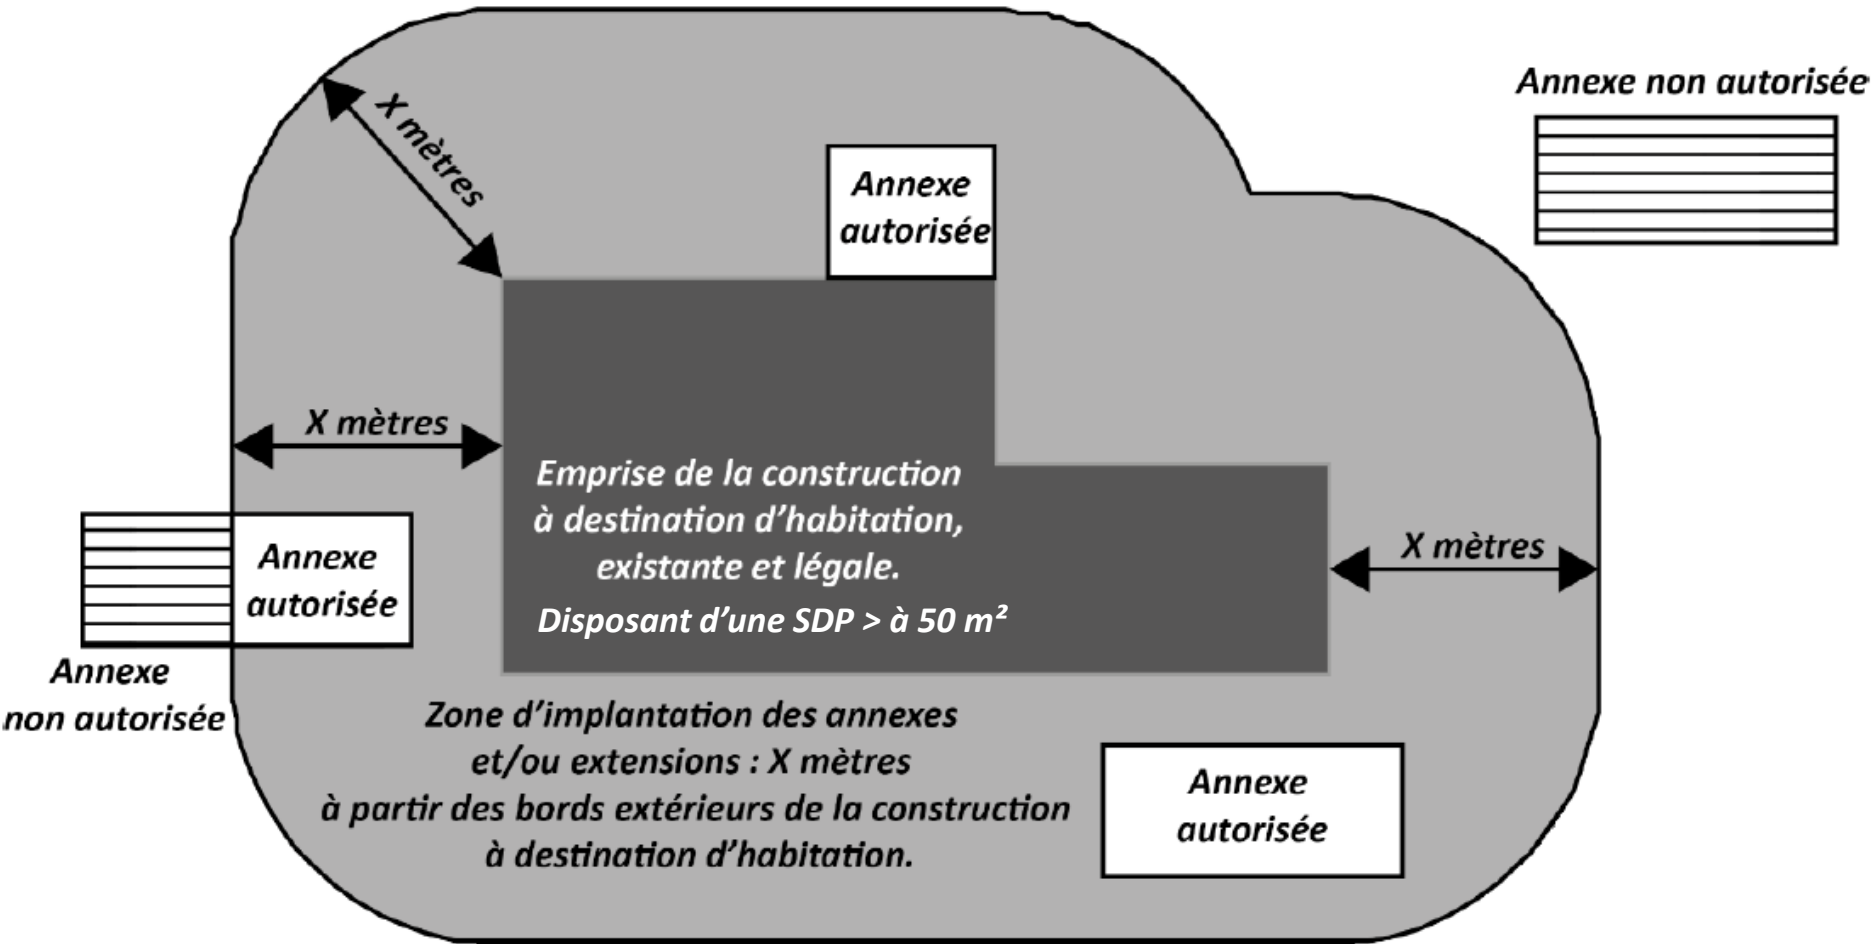 Annexe non autorisée
X mètres
Annexe
autorisée
X mètres
Emprise de la construction
à destination d’habitation,
existante et légale.
Disposant d’une SDP > à 50 m²
X mètres
Annexe
autorisée
Annexe
non autorisée
Zone d’implantation des annexes
et/ou extensions : X mètres
à partir des bords extérieurs de la construction
à destination d’habitation.
Annexe
autorisée